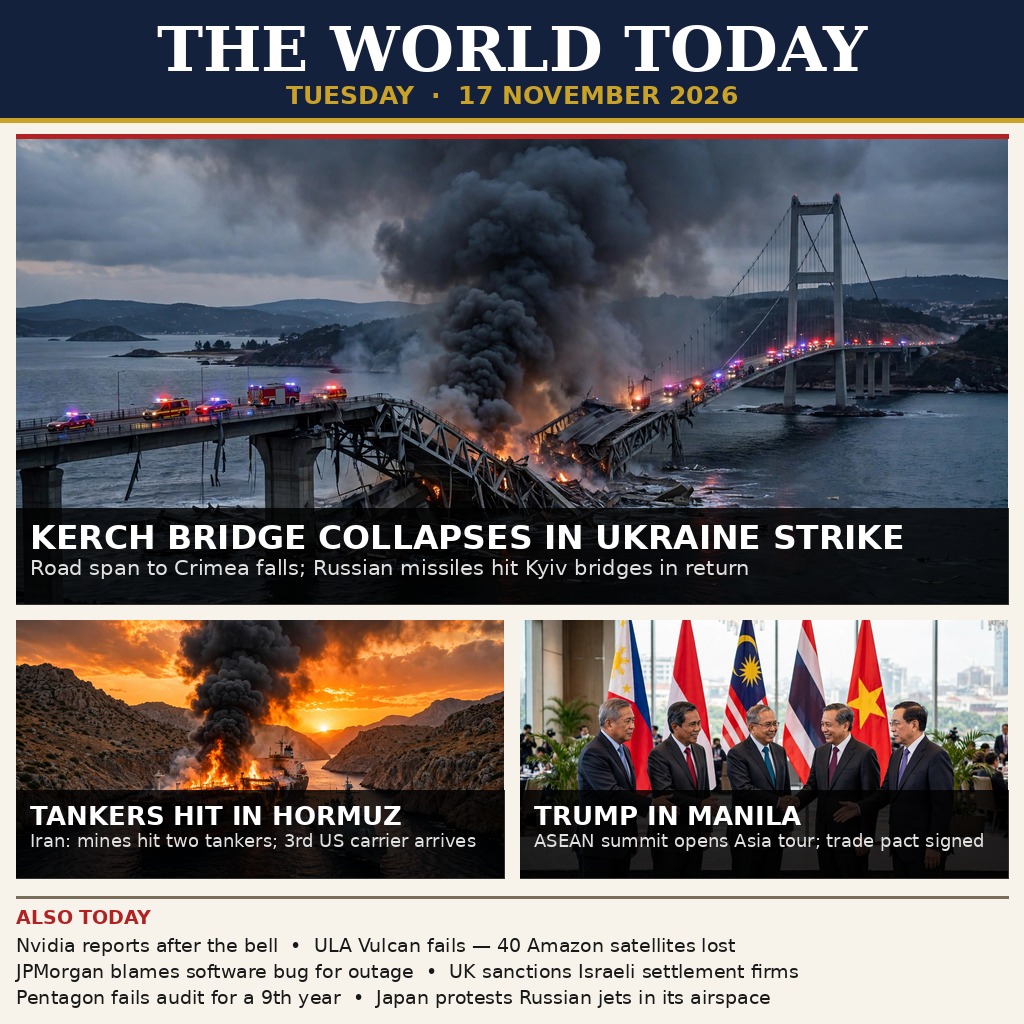 THE WORLD TODAY
TUESDAY · 17 NOVEMBER 2026
KERCH BRIDGE COLLAPSES IN UKRAINE STRIKE
Road span to Crimea falls; Russian missiles hit Kyiv bridges in return
TANKERS HIT IN HORMUZ
Iran: mines hit two tankers; 3rd US carrier arrives
TRUMP IN MANILA
ASEAN summit opens Asia tour; trade pact signed
ALSO TODAY
Nvidia reports after the bell • ULA Vulcan fails — 40 Amazon satellites lost
JPMorgan blames software bug for outage • UK sanctions Israeli settlement firms
Pentagon fails audit for a 9th year • Japan protests Russian jets in its airspace